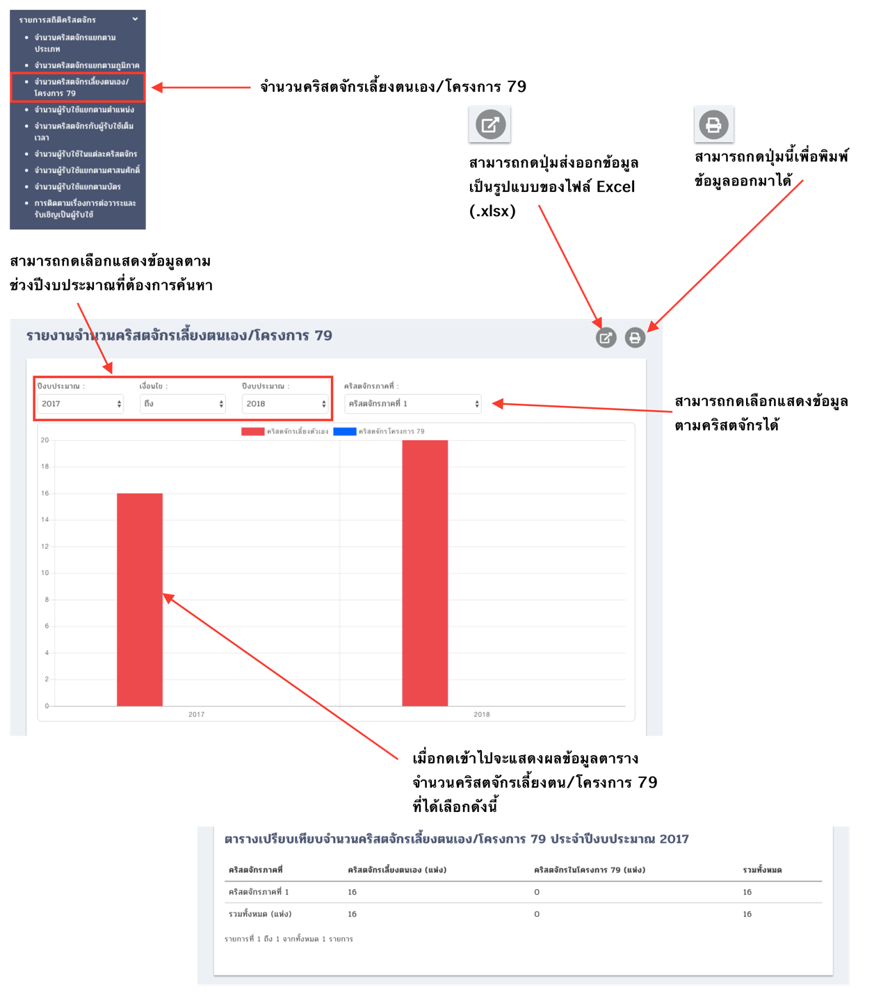 รายการสถิติคริสตจักร
จำนวนคริสตจักรแยกตาม
ประเภท
จำนวนคริสตจักรแยกตามภูมิภาค
จำนวนคริสตจักรเลี้ยงตนเอง/
โครงการ 79
จำนวนผู้รับใช้แยกตามตำแหน่ง
จำนวนคริสตจักรกับผู้รับใช้เต็ม
เวลา
จำนวนผู้รับใช้ในแต่ละคริสตจักร
จำนวนผู้รับใช้แยกตามศาสนศักดิ์
จำนวนผู้รับใช้แยกตามบัตร
การติดตามเรื่องการต่อวาระและ
รับเชิญเป็นผู้รับใช้
จำนวนคริสตจักรเลี้ยงตนเอง/โครงการ 79
สามารถกดปุ่มส่งออกข้อมูล
เป็นรูปแบบของไฟล์ Excel
(.xlsx)
สามารถกดปุ่มนี้เพื่อพิมพ์
ข้อมูลออกมาได้
สามารถกดเลือกแสดงข้อมูลตาม
ช่วงปีงบประมาณที่ต้องการค้นหา
รายงานจำนวนคริสตจักรเลี้ยงตนเอง/โครงการ 79
ปีงบประมาณ : เงื่อนไข : ปีงบประมาณ : คริสตจักรภาคที่ :
2017 ถึง 2018 คริสตจักรภาคที่ 1
สามารถกดเลือกแสดงข้อมูล
ตามคริสตจักรได้
คริสตจักรเลี้ยงตัวเอง คริสตจักรโครงการ 79
20
18
16
14
12
10
8
6
4
2
0
2017 2018
เมื่อกดเข้าไปจะแสดงผลข้อมูลตาราง
จำนวนคริสตจักรเลี้ยงตน/โครงการ 79
ที่ได้เลือกดังนี้
ตารางเปรียบเทียบจำนวนคริสตจักรเลี้ยงตนเอง/โครงการ 79 ประจำปีงบประมาณ 2017
คริสตจักรภาคที่ คริสตจักรเลี้ยงตนเอง (แห่ง) คริสตจักรในโครงการ 79 (แห่ง) รวมทั้งหมด
คริสตจักรภาคที่ 1 16 0 16
รวมทั้งหมด (แห่ง) 16 0 16
รายการที่ 1 ถึง 1 จากทั้งหมด 1 รายการ